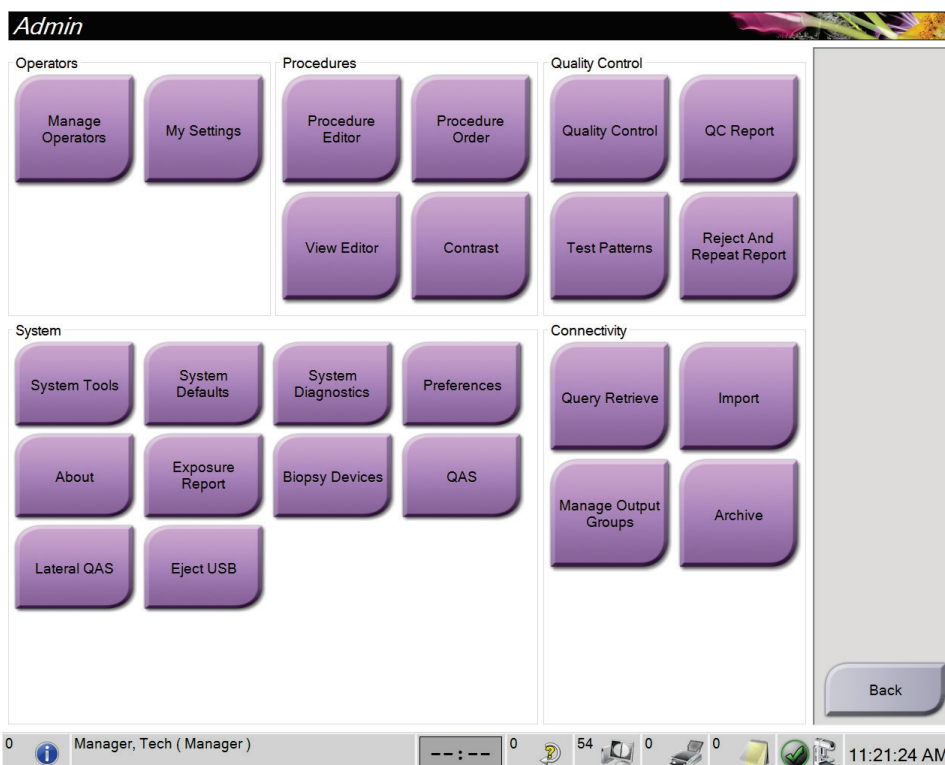 Admin
Operators
Manage
Operators
My Settings
Procedures
Procedure
Editor
Procedure
Order
View Editor
Contrast
Quality Control
Quality Control
QC Report
Test Patterns
Reject And
Repeat Report
System
System Tools
System
Defaults
System
Diagnostics
Preferences
About
Exposure
Report
Biopsy Devices
QAS
Lateral QAS
Eject USB
Connectivity
Query Retrieve
Import
Manage Output
Groups
Archive
Back
0
Manager, Tech ( Manager )
--:--
0
54
0
0
11:21:24 AM